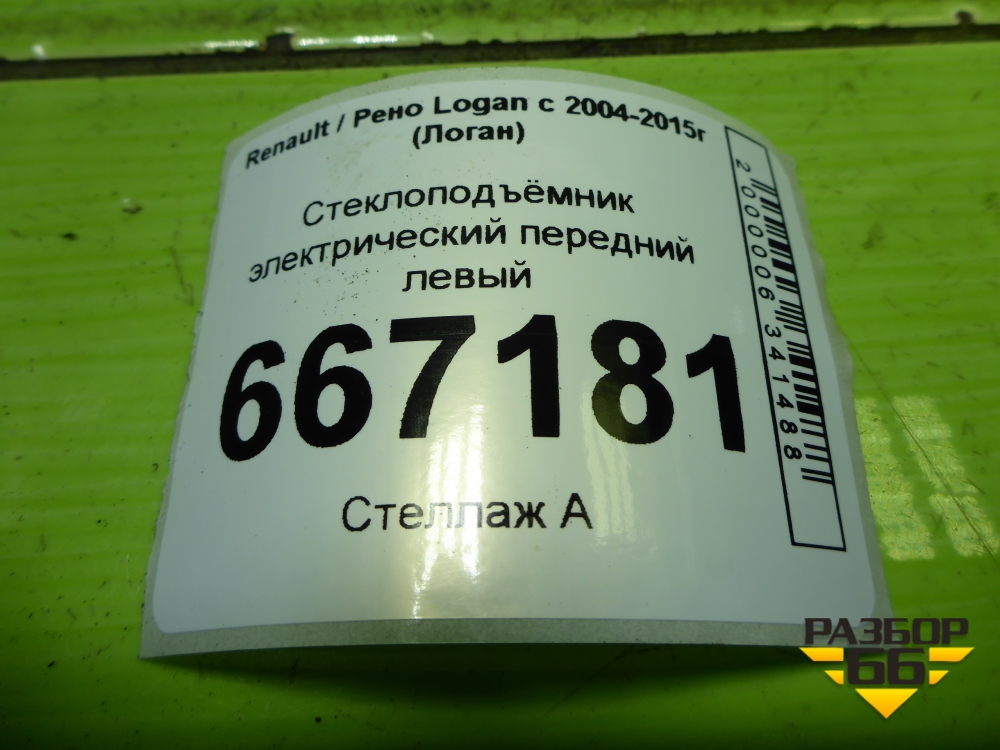 Renault / Рено Logan с 2004-2015г
(Логан)
Стеклоподъёмник
электрический передний
левый
667181
Стеллаж А
2000006341488
РАЗБОР
66